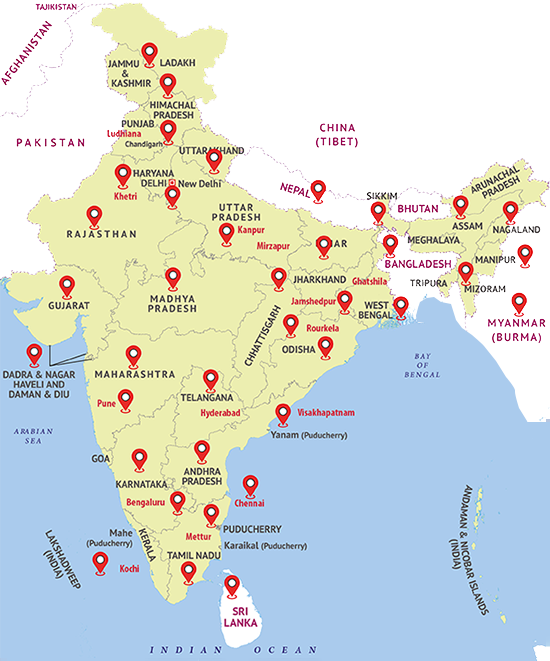 TAJIKISTAN
AFGHANISTAN
JAMMU
&
KASHMIR
LADAKH
HIMACHAL
PRADESH
PUNJAB
Ludhiana
Chandigarh
CHINA
(TIBET)
PAKISTAN
UTTARAKHAND
HARYANA
DELHI
New Delhi
Khetri
NEPAL
SIKKIM
BHUTAN
ARUNACHAL
PRADESH
UTTAR
PRADESH
Kanpur
Mirzapur
RAJASTHAN
BIHAR
ASSAM
NAGALAND
MEGHALAYA
BANGLADESH
MANIPUR
GUJARAT
MADHYA
PRADESH
JHARKHAND
Ghatshila
TRIPURA
MIZORAM
Jamshedpur
WEST
BENGAL
MYANMAR
(BURMA)
CHHATTISGARH
Rourkela
ODISHA
DADRA & NAGAR
HAVELI AND
DAMAN & DIU
MAHARASHTRA
BAY
OF
BENGAL
Pune
TELANGANA
Hyderabad
Visakhapatnam
ARABIAN
SEA
Yanam (Puducherry)
GOA
KARNATAKA
ANDHRA
PRADESH
Bengaluru
Chennai
ANDAMAN & NICOBAR ISLANDS
(INDIA)
Mahe
(Puducherry)
Mettur
PUDUCHERRY
Karaikal (Puducherry)
LAKSHADWEEP
(INDIA)
KERALA
Kochi
TAMIL NADU
SRI
LANKA
INDIAN OCEAN